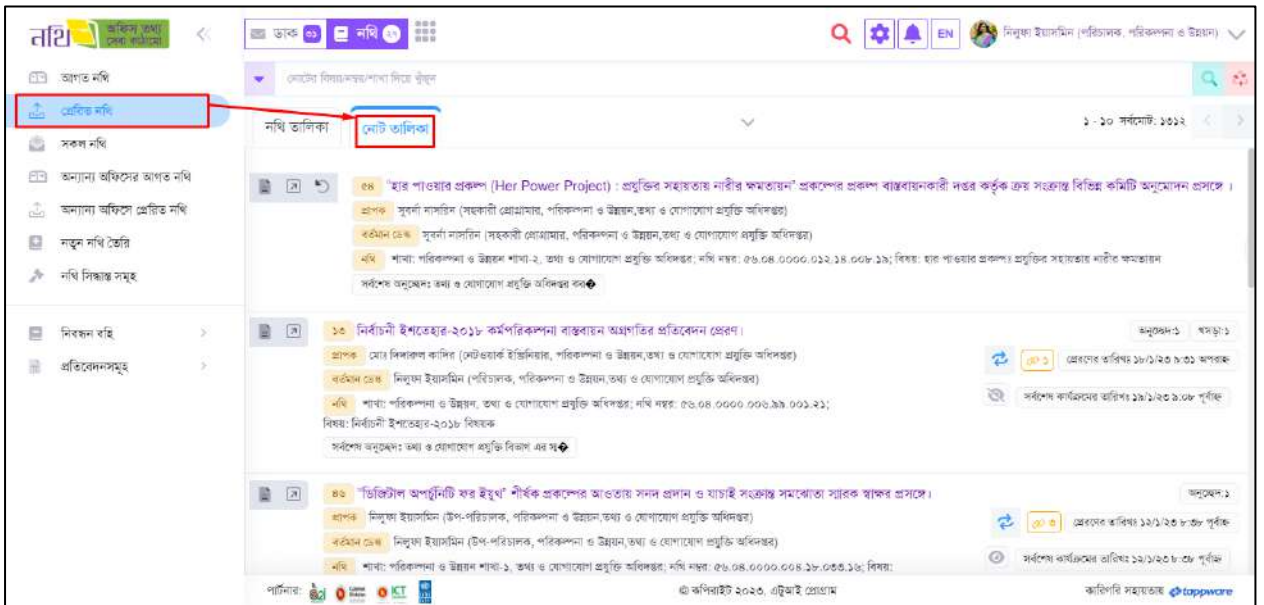 নথি অফিস তথ্য সেবা কাঠামো
ডাক ৩১ নথি ২৭
EN
নিলুফা ইয়াসমিন (পরিচালক, পরিকল্পনা ও উন্নয়ন)
আগত নথি
প্রেরিত নথি
সকল নথি
অন্যান্য অফিসের আগত নথি
অন্যান্য অফিসে প্রেরিত নথি
নতুন নথি তৈরি
নথি সিদ্ধান্ত সমূহ
নিবন্ধন বহি
প্রতিবেদনসমূহ
নোটের বিষয়/নম্বর/শাখা দিয়ে খুঁজুন
নথি তালিকা
নোট তালিকা
১ - ১০ সর্বমোট: ১৩১২
৫৪ "হার পাওয়ার প্রকল্প (Her Power Project) : প্রযুক্তির সহায়তায় নারীর ক্ষমতায়ন" প্রকল্পের প্রকল্প বাস্তবায়নকারী দপ্তর কর্তৃক ক্রয় সংক্রান্ত বিভিন্ন কমিটি অনুমোদন প্রসঙ্গে ।
প্রাপক সুবর্না নাসরিন (সহকারী প্রোগ্রামার, পরিকল্পনা ও উন্নয়ন,তথ্য ও যোগাযোগ প্রযুক্তি অধিদপ্তর)
বর্তমান ডেস্ক সুবর্না নাসরিন (সহকারী প্রোগ্রামার, পরিকল্পনা ও উন্নয়ন,তথ্য ও যোগাযোগ প্রযুক্তি অধিদপ্তর)
নথি শাখা: পরিকল্পনা ও উন্নয়ন শাখা-২, তথ্য ও যোগাযোগ প্রযুক্তি অধিদপ্তর; নথি নম্বর: ৫৬.০৪.০০০০.০১২.১৪.০০৮.১৯; বিষয়: হার পাওয়ার প্রকল্পঃ প্রযুক্তির সহায়তায় নারীর ক্ষমতায়ন
সর্বশেষ অনুচ্ছেদঃ তথ্য ও যোগাযোগ প্রযুক্তি অধিদপ্তর কর�
১৩ নির্বাচনী ইশতেহার-২০১৮ কর্মপরিকল্পনা বাস্তবায়ন অগ্রগতির প্রতিবেদন প্রেরণ।
অনুচ্ছেদ:১ খসড়া:১
প্রাপক মোঃ দিদারুল কাদির (নেটওয়ার্ক ইঞ্জিনিয়ার, পরিকল্পনা ও উন্নয়ন,তথ্য ও যোগাযোগ প্রযুক্তি অধিদপ্তর)
১ প্রেরণের তারিখঃ ১৮/১/২৩ ৯:৩১ অপরাহ্ন
বর্তমান ডেস্ক নিলুফা ইয়াসমিন (পরিচালক, পরিকল্পনা ও উন্নয়ন,তথ্য ও যোগাযোগ প্রযুক্তি অধিদপ্তর)
নথি শাখা: পরিকল্পনা ও উন্নয়ন, তথ্য ও যোগাযোগ প্রযুক্তি অধিদপ্তর; নথি নম্বর: ৫৬.০৪.০০০০.০০৬.৯৯.০০১.২১;
সর্বশেষ কার্যক্রমের তারিখঃ ১৯/১/২৩ ৯:০৮ পূর্বাহ্ন
বিষয়: নির্বাচনী ইশতেহার-২০১৮ বিষয়ক
সর্বশেষ অনুচ্ছেদঃ তথ্য ও যোগাযোগ প্রযুক্তি বিভাগ এর স্ম�
৪৬ "ডিজিটাল অপর্চুনিটি ফর ইয়ুথ" শীর্ষক প্রকল্পের আওতায় সনদ প্রদান ও যাচাই সংক্রান্ত সমঝোতা স্মারক স্বাক্ষর প্রসঙ্গে।
অনুচ্ছেদ:১
প্রাপক নিলুফা ইয়াসমিন (উপ-পরিচালক, পরিকল্পনা ও উন্নয়ন,তথ্য ও যোগাযোগ প্রযুক্তি অধিদপ্তর)
৩ প্রেরণের তারিখঃ ১২/১/২৩ ৮:৩৮ পূর্বাহ্ন
বর্তমান ডেস্ক নিলুফা ইয়াসমিন (উপ-পরিচালক, পরিকল্পনা ও উন্নয়ন,তথ্য ও যোগাযোগ প্রযুক্তি অধিদপ্তর)
সর্বশেষ কার্যক্রমের তারিখঃ ১২/১/২৩ ৮:৩৮ পূর্বাহ্ন
নথি শাখা: পরিকল্পনা ও উন্নয়ন শাখা-১, তথ্য ও যোগাযোগ প্রযুক্তি অধিদপ্তর; নথি নম্বর: ৫৬.০৪.০০০০.০০৪.১৮.০৩৩.১৬; বিষয়:
পার্টনার: a2i ICT
© কপিরাইট ২০২৩, এটুআই প্রোগ্রাম
কারিগরি সহায়তায় tappware